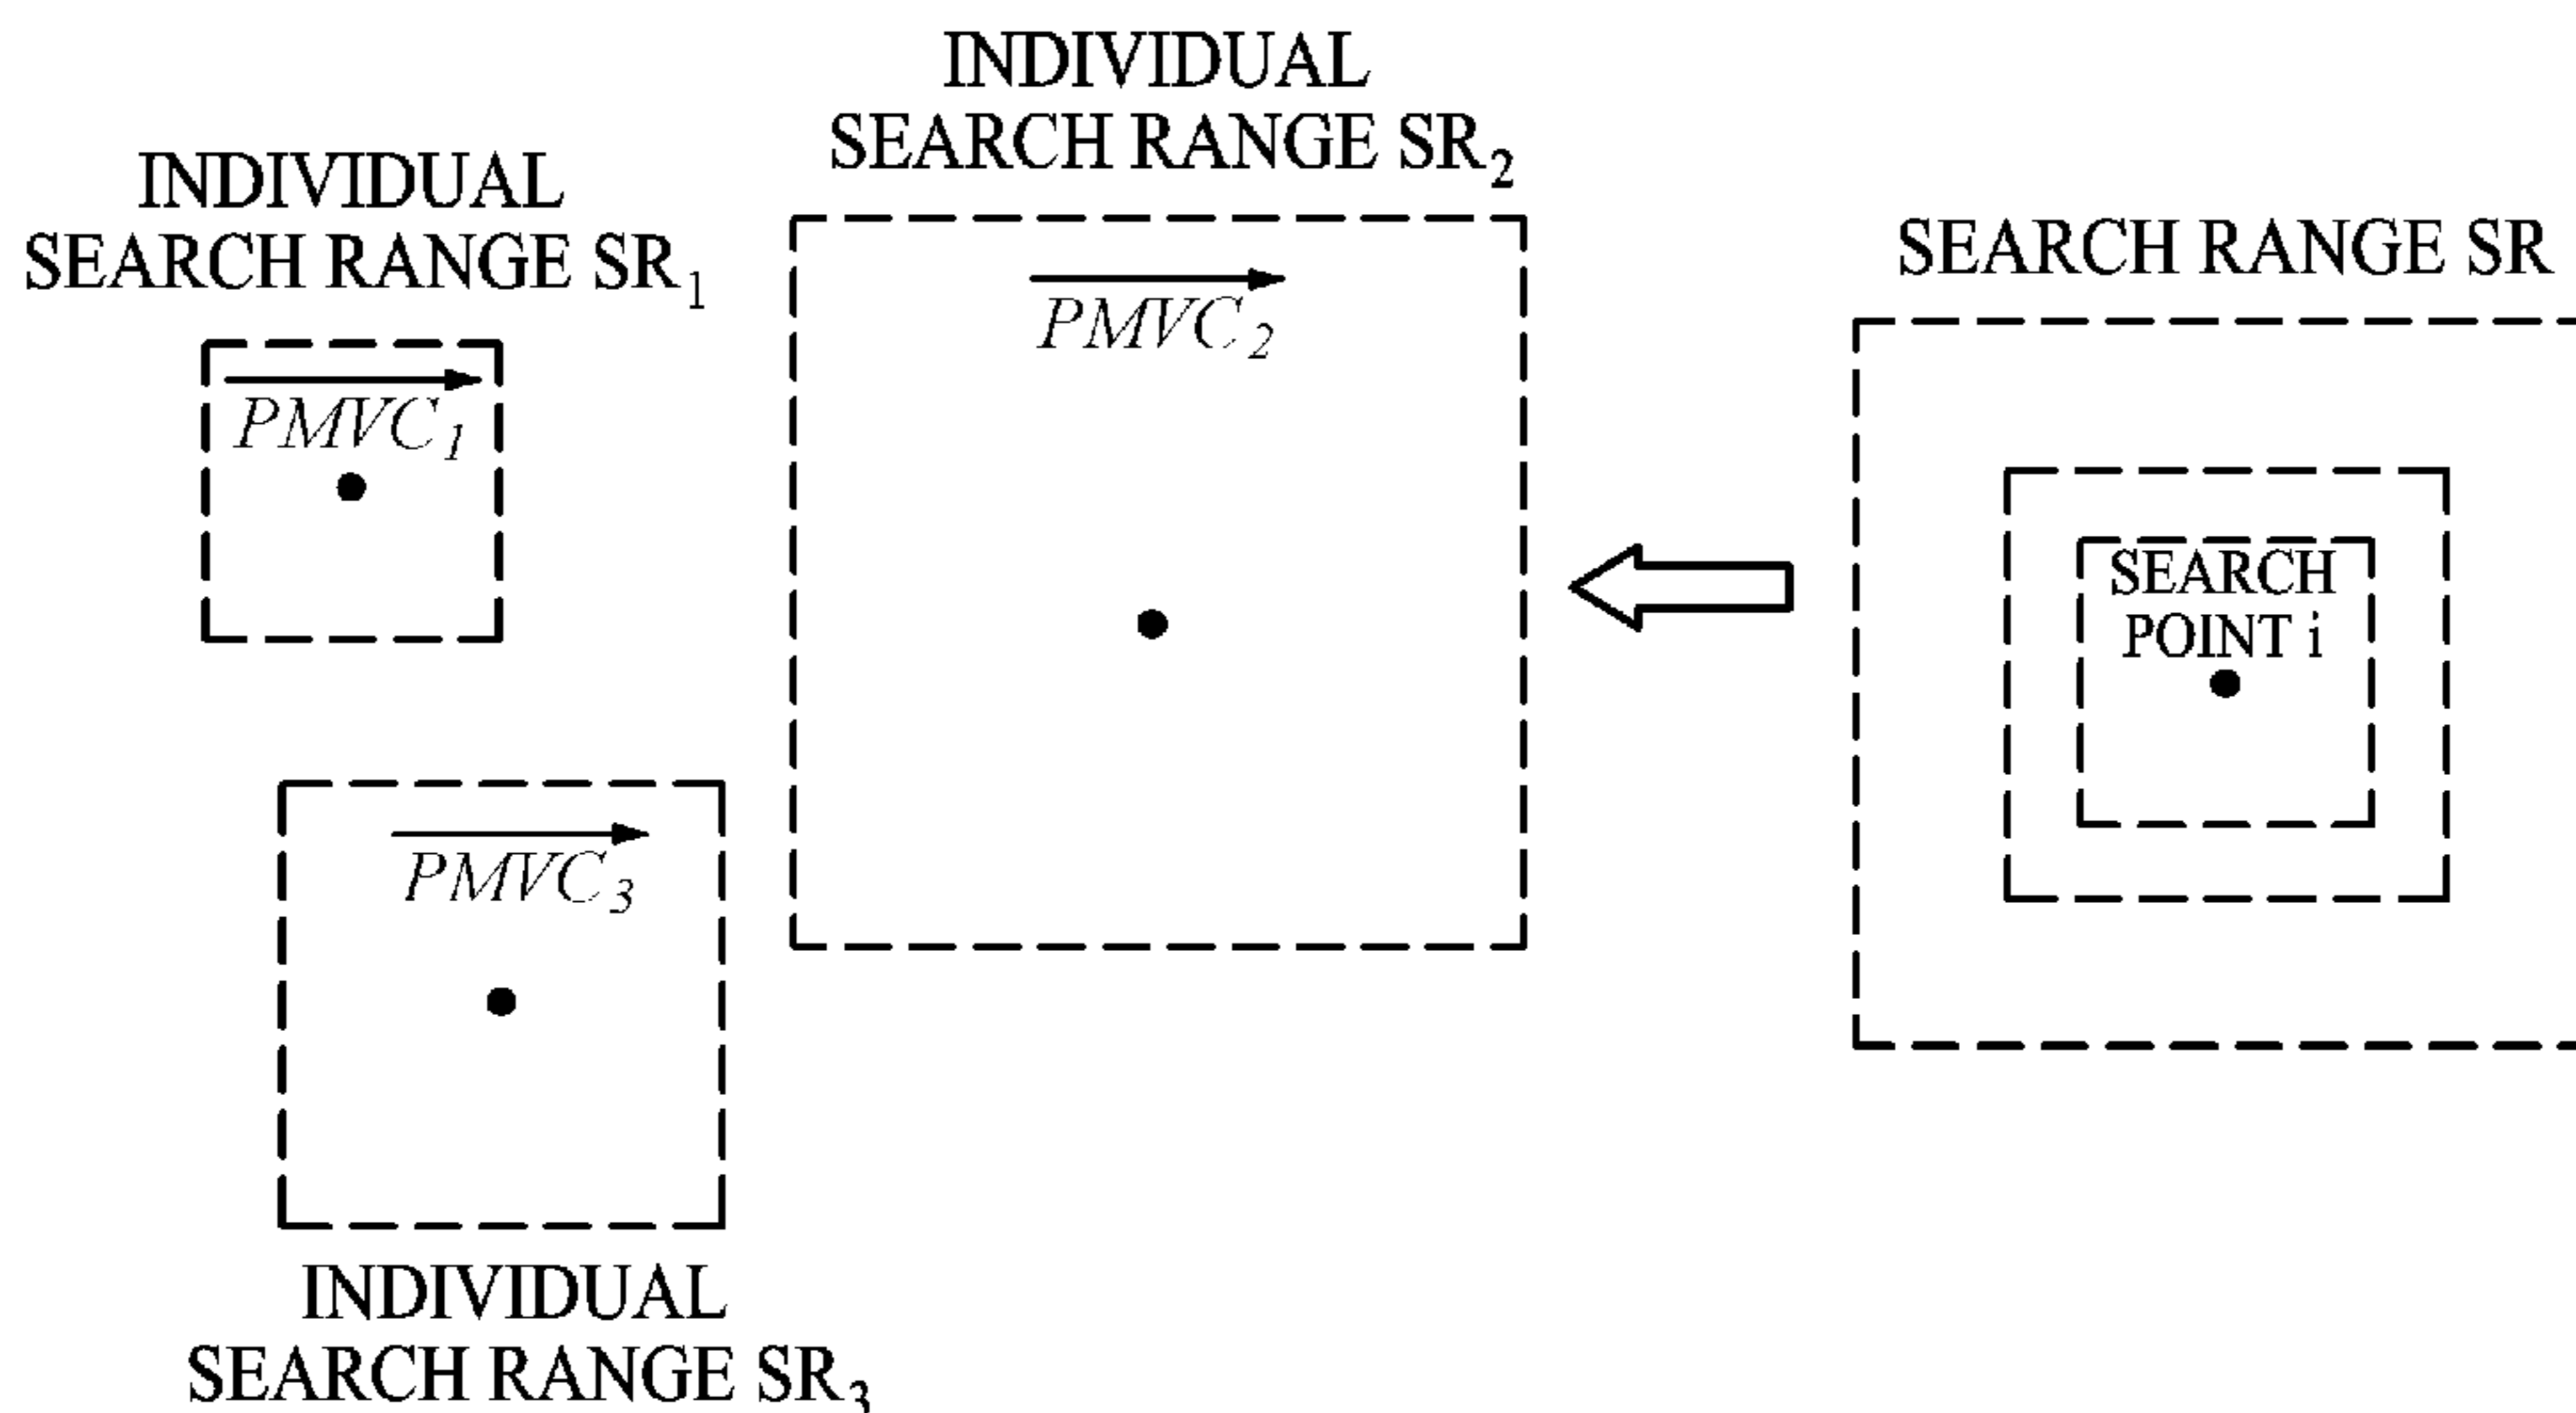 INDIVIDUAL
SEARCH RANGE SR₁
PMVC₁
INDIVIDUAL
SEARCH RANGE SR₂
PMVC₂
SEARCH RANGE SR
SEARCH
POINT i
PMVC₃
INDIVIDUAL
SEARCH RANGE SR₃